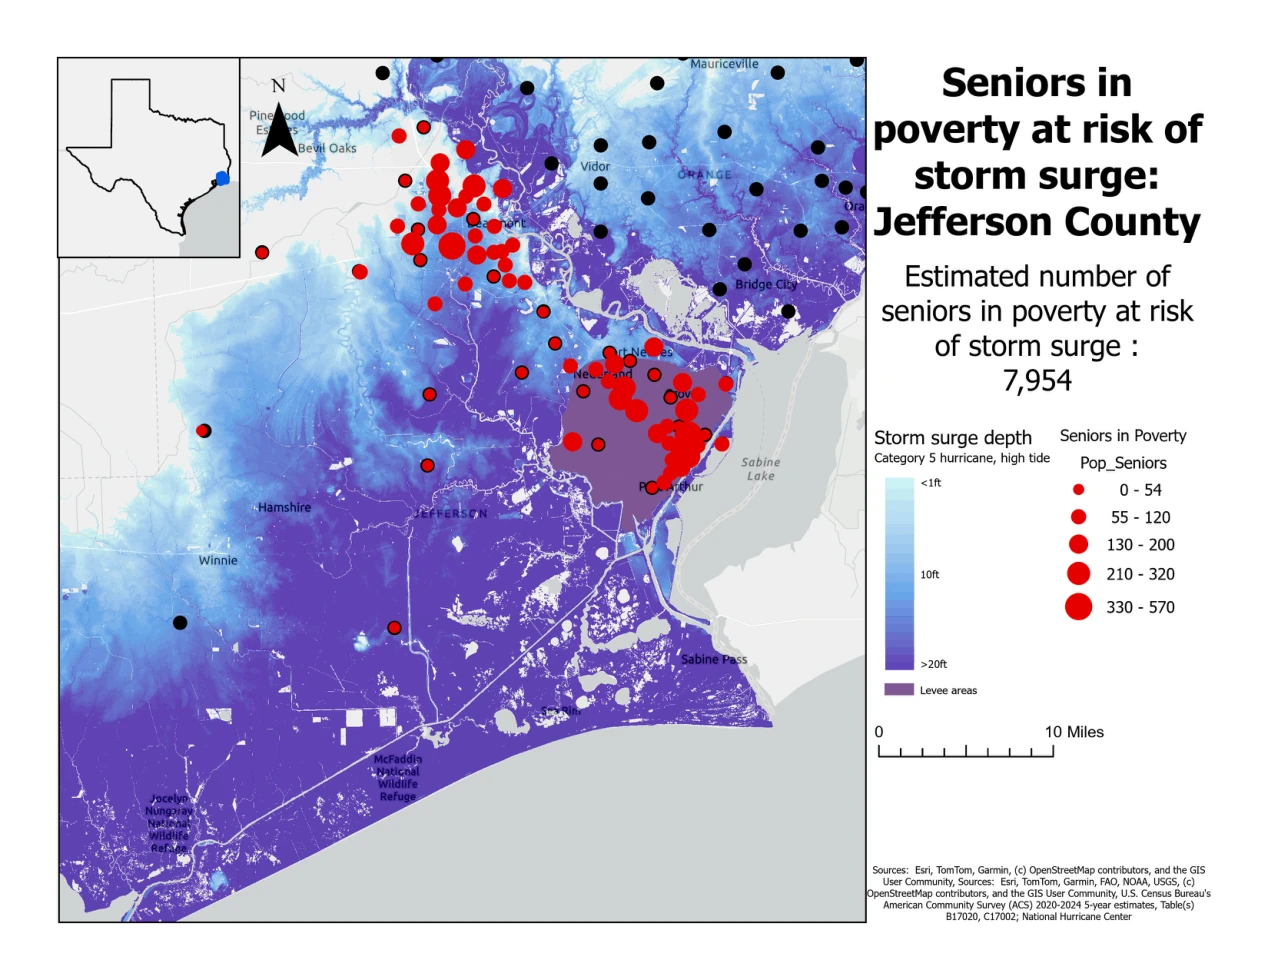 Seniors in
poverty at risk of
storm surge:
Jefferson County
Estimated number of
seniors in poverty at risk
of storm surge :
7,954
Storm surge depth
Category 5 hurricane, high tide
<1ft
10ft
>20ft
Levee areas
Seniors in Poverty
Pop_Seniors
0 - 54
55 - 120
130 - 200
210 - 320
330 - 570
0 10 Miles
N
Mauriceville
Bevil Oaks
Vidor
ORANGE
Bridge City
Sabine
Lake
Hamshire
JEFFERSON
Winnie
Sabine Pass
McFaddin
National
Wildlife
Refuge
Jocelyn
Nungaray
National
Wildlife
Refuge
Sources: Esri, TomTom, Garmin, (c) OpenStreetMap contributors, and the GIS
User Community, Sources: Esri, TomTom, Garmin, FAO, NOAA, USGS, (c)
OpenStreetMap contributors, and the GIS User Community, U.S. Census Bureau's
American Community Survey (ACS) 2020-2024 5-year estimates, Table(s)
B17020, C17002; National Hurricane Center